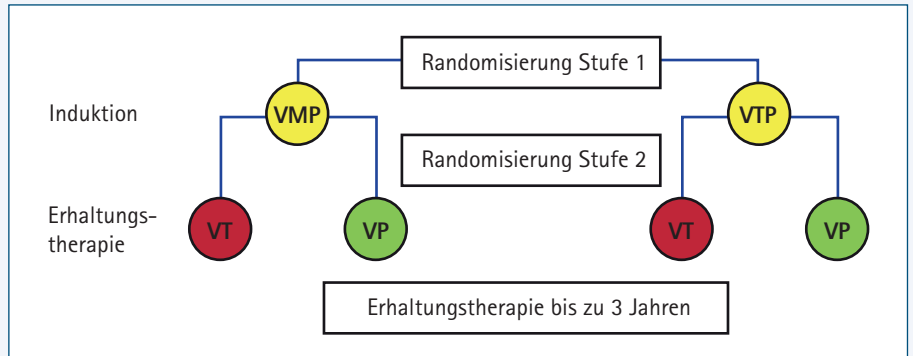 Randomisierung Stufe 1
Induktion
VMP
VTP
Randomisierung Stufe 2
Erhaltungs-
therapie
VT
VP
VT
VP
Erhaltungstherapie bis zu 3 Jahren